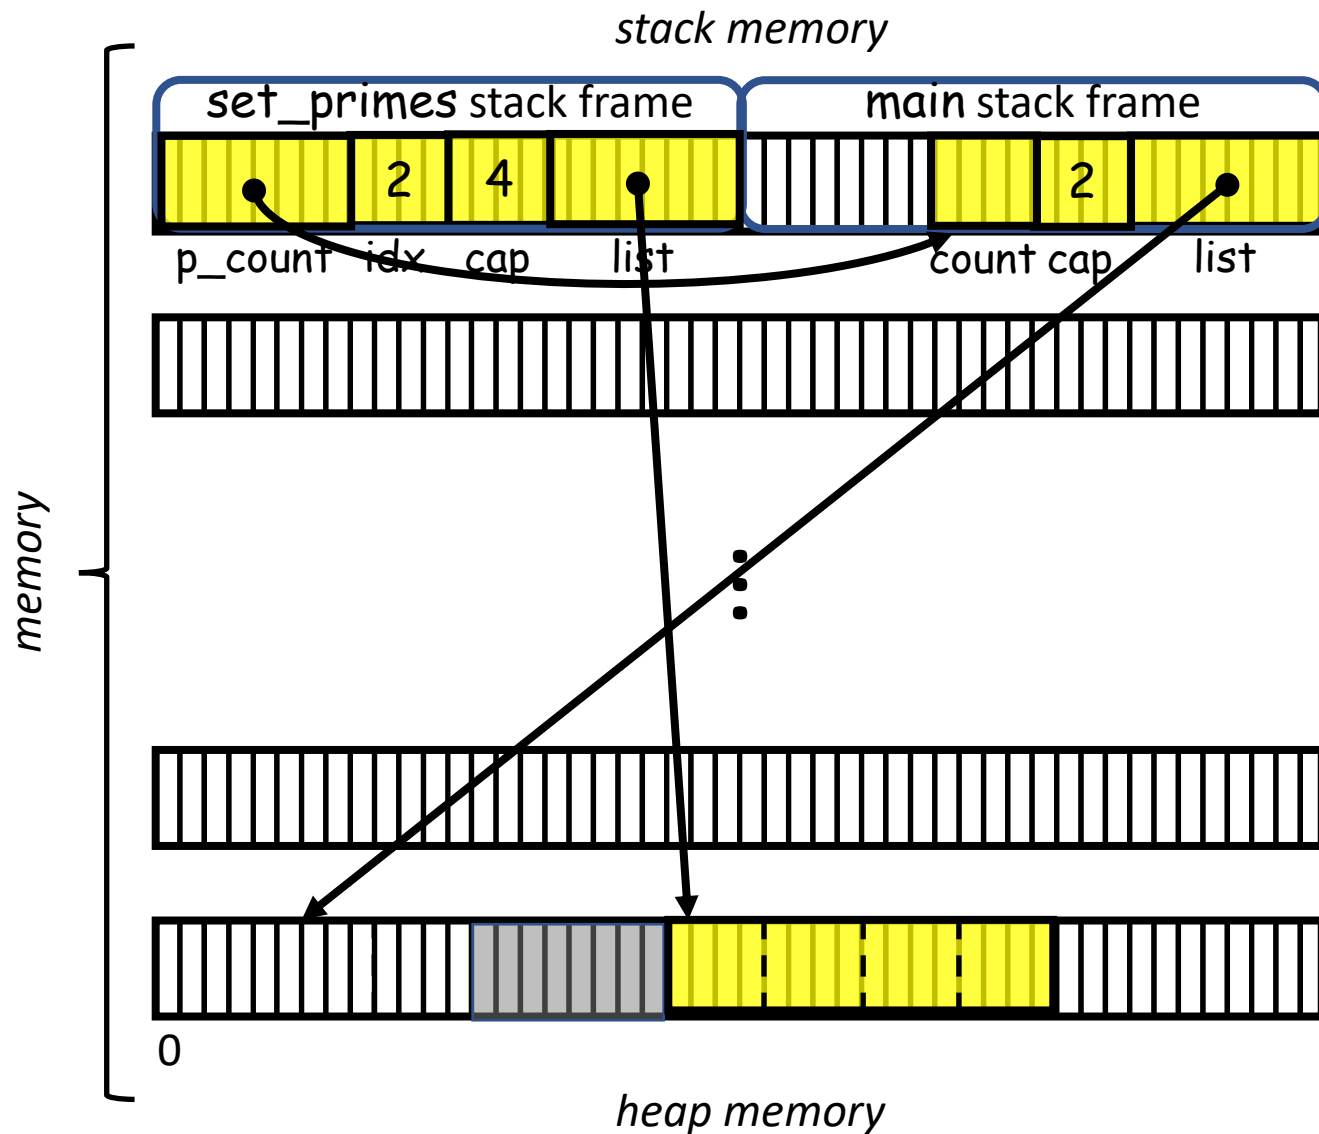 stack memory
set_primes stack frame
main stack frame
2
4
2
p_count
idx
cap
list
count
cap
list
memory
0
heap memory